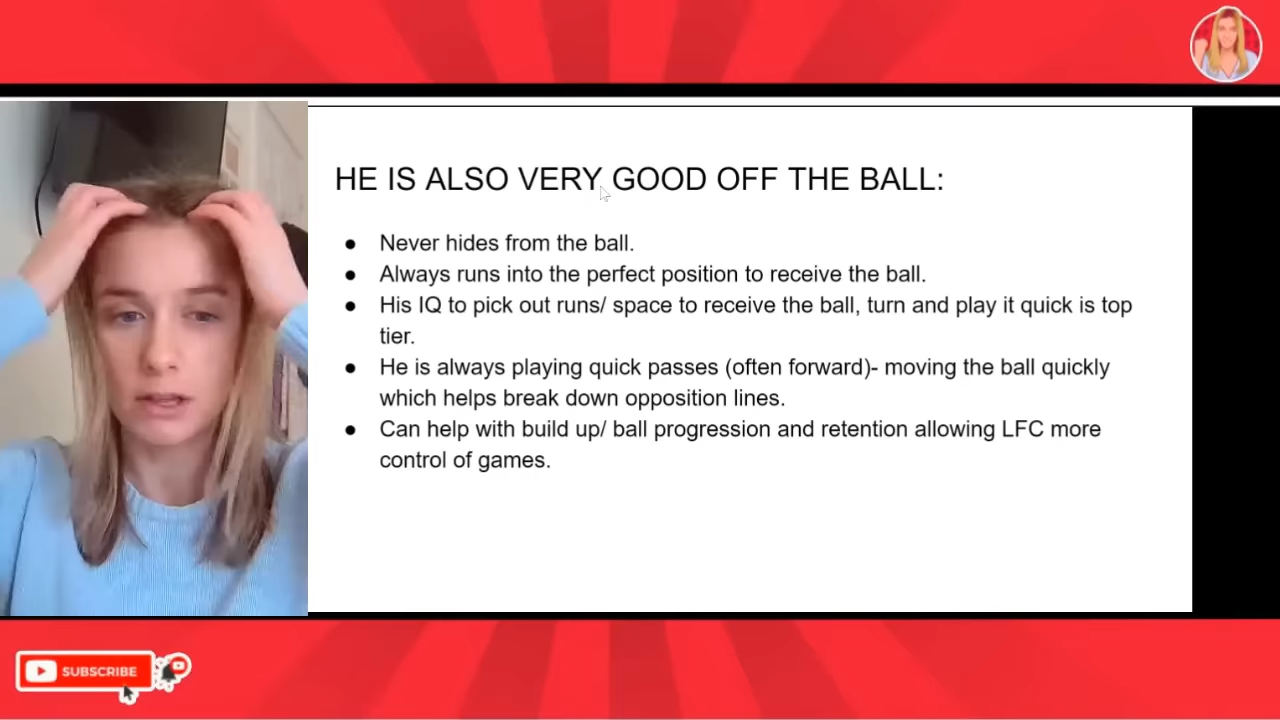 HE IS ALSO VERY GOOD OFF THE BALL:
● Never hides from the ball.
● Always runs into the perfect position to receive the ball.
● His IQ to pick out runs/ space to receive the ball, turn and play it quick is top
tier.
● He is always playing quick passes (often forward)- moving the ball quickly
which helps break down opposition lines.
● Can help with build up/ ball progression and retention allowing LFC more
control of games.
SUBSCRIBE